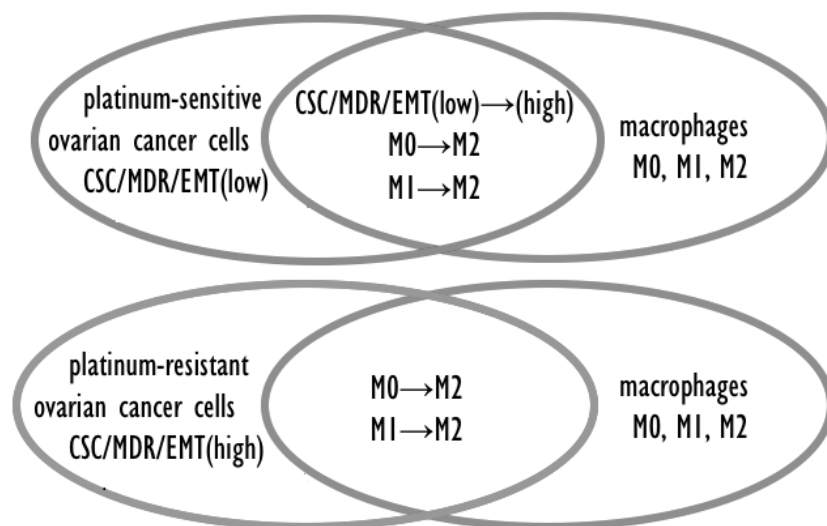 platinum-sensitive
ovarian cancer cells
CSC/MDR/EMT(low)
CSC/MDR/EMT(low)→(high)
M0→M2
M1→M2
macrophages
M0, M1, M2
platinum-resistant
ovarian cancer cells
CSC/MDR/EMT(high)
M0→M2
M1→M2
macrophages
M0, M1, M2